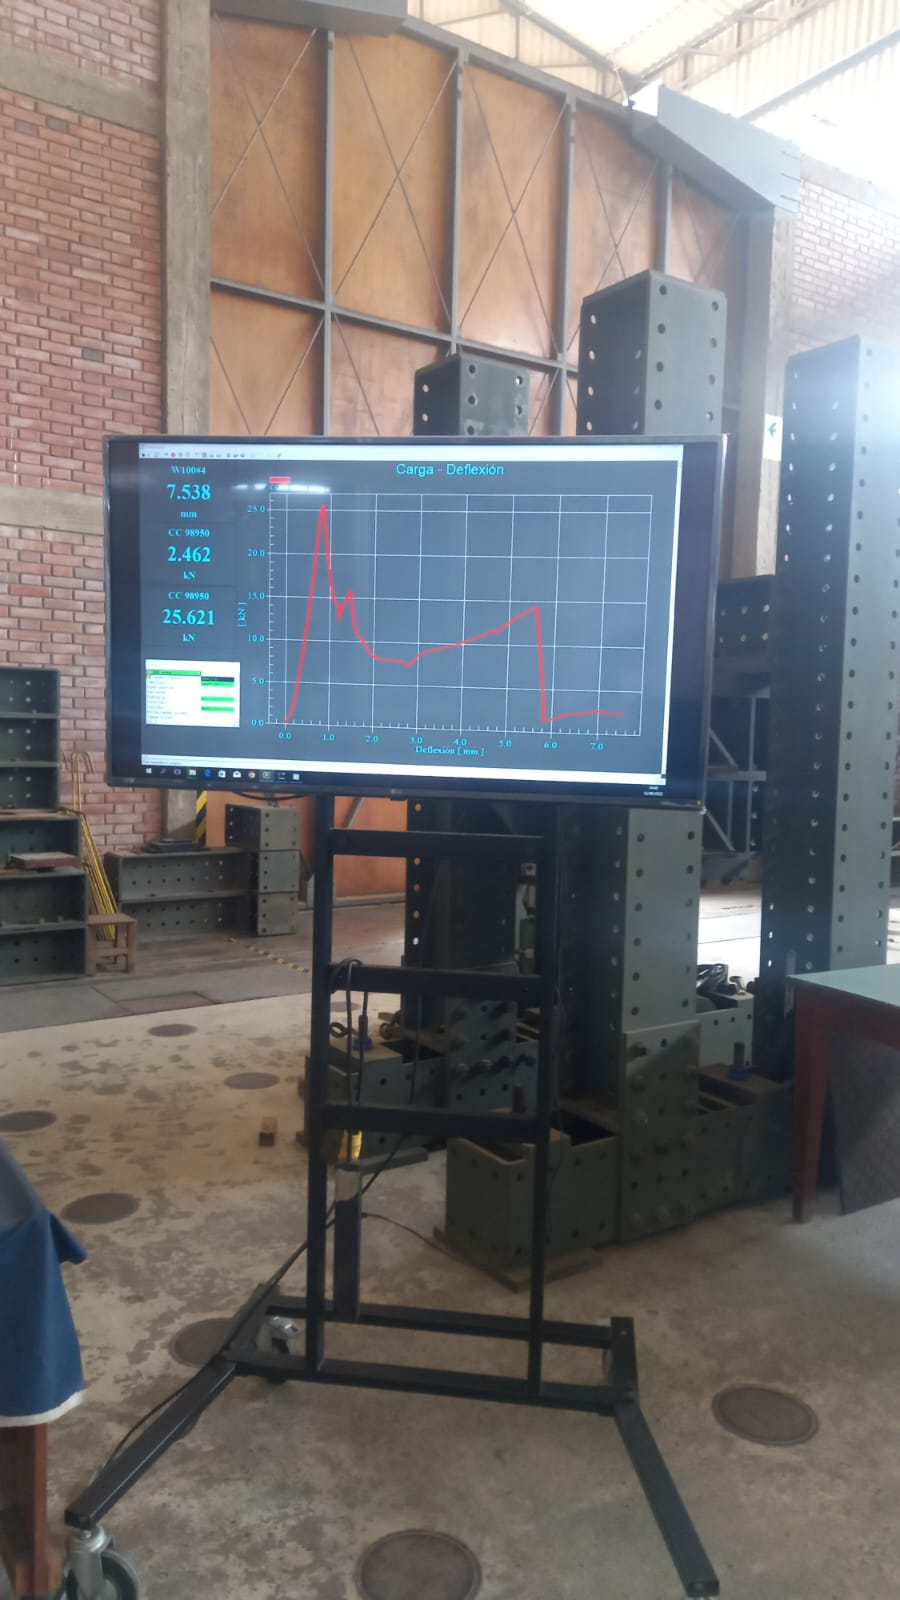 Carga - Deflexión
W100#4
7.538
mm
CC 98950
2.462
kN
CC 98950
25.621
kN
25.0
20.0
15.0
10.0
5.0
0.0
[ kN ]
0.0 1.0 2.0 3.0 4.0 5.0 6.0 7.0
Deflexión [ mm ]
LG